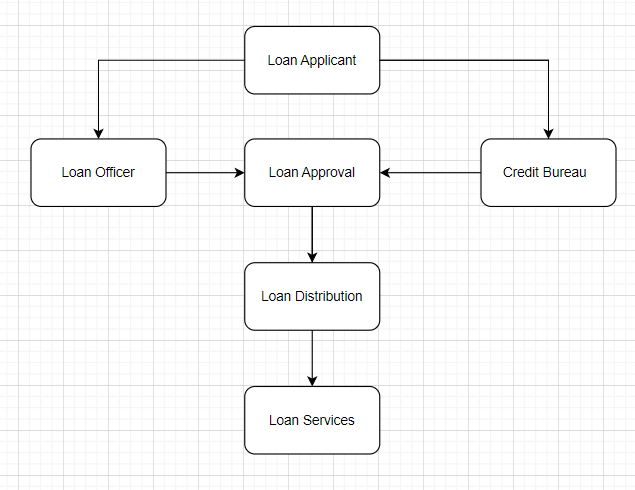 Loan Applicant
Loan Officer
Loan Approval
Credit Bureau
Loan Distribution
Loan Services